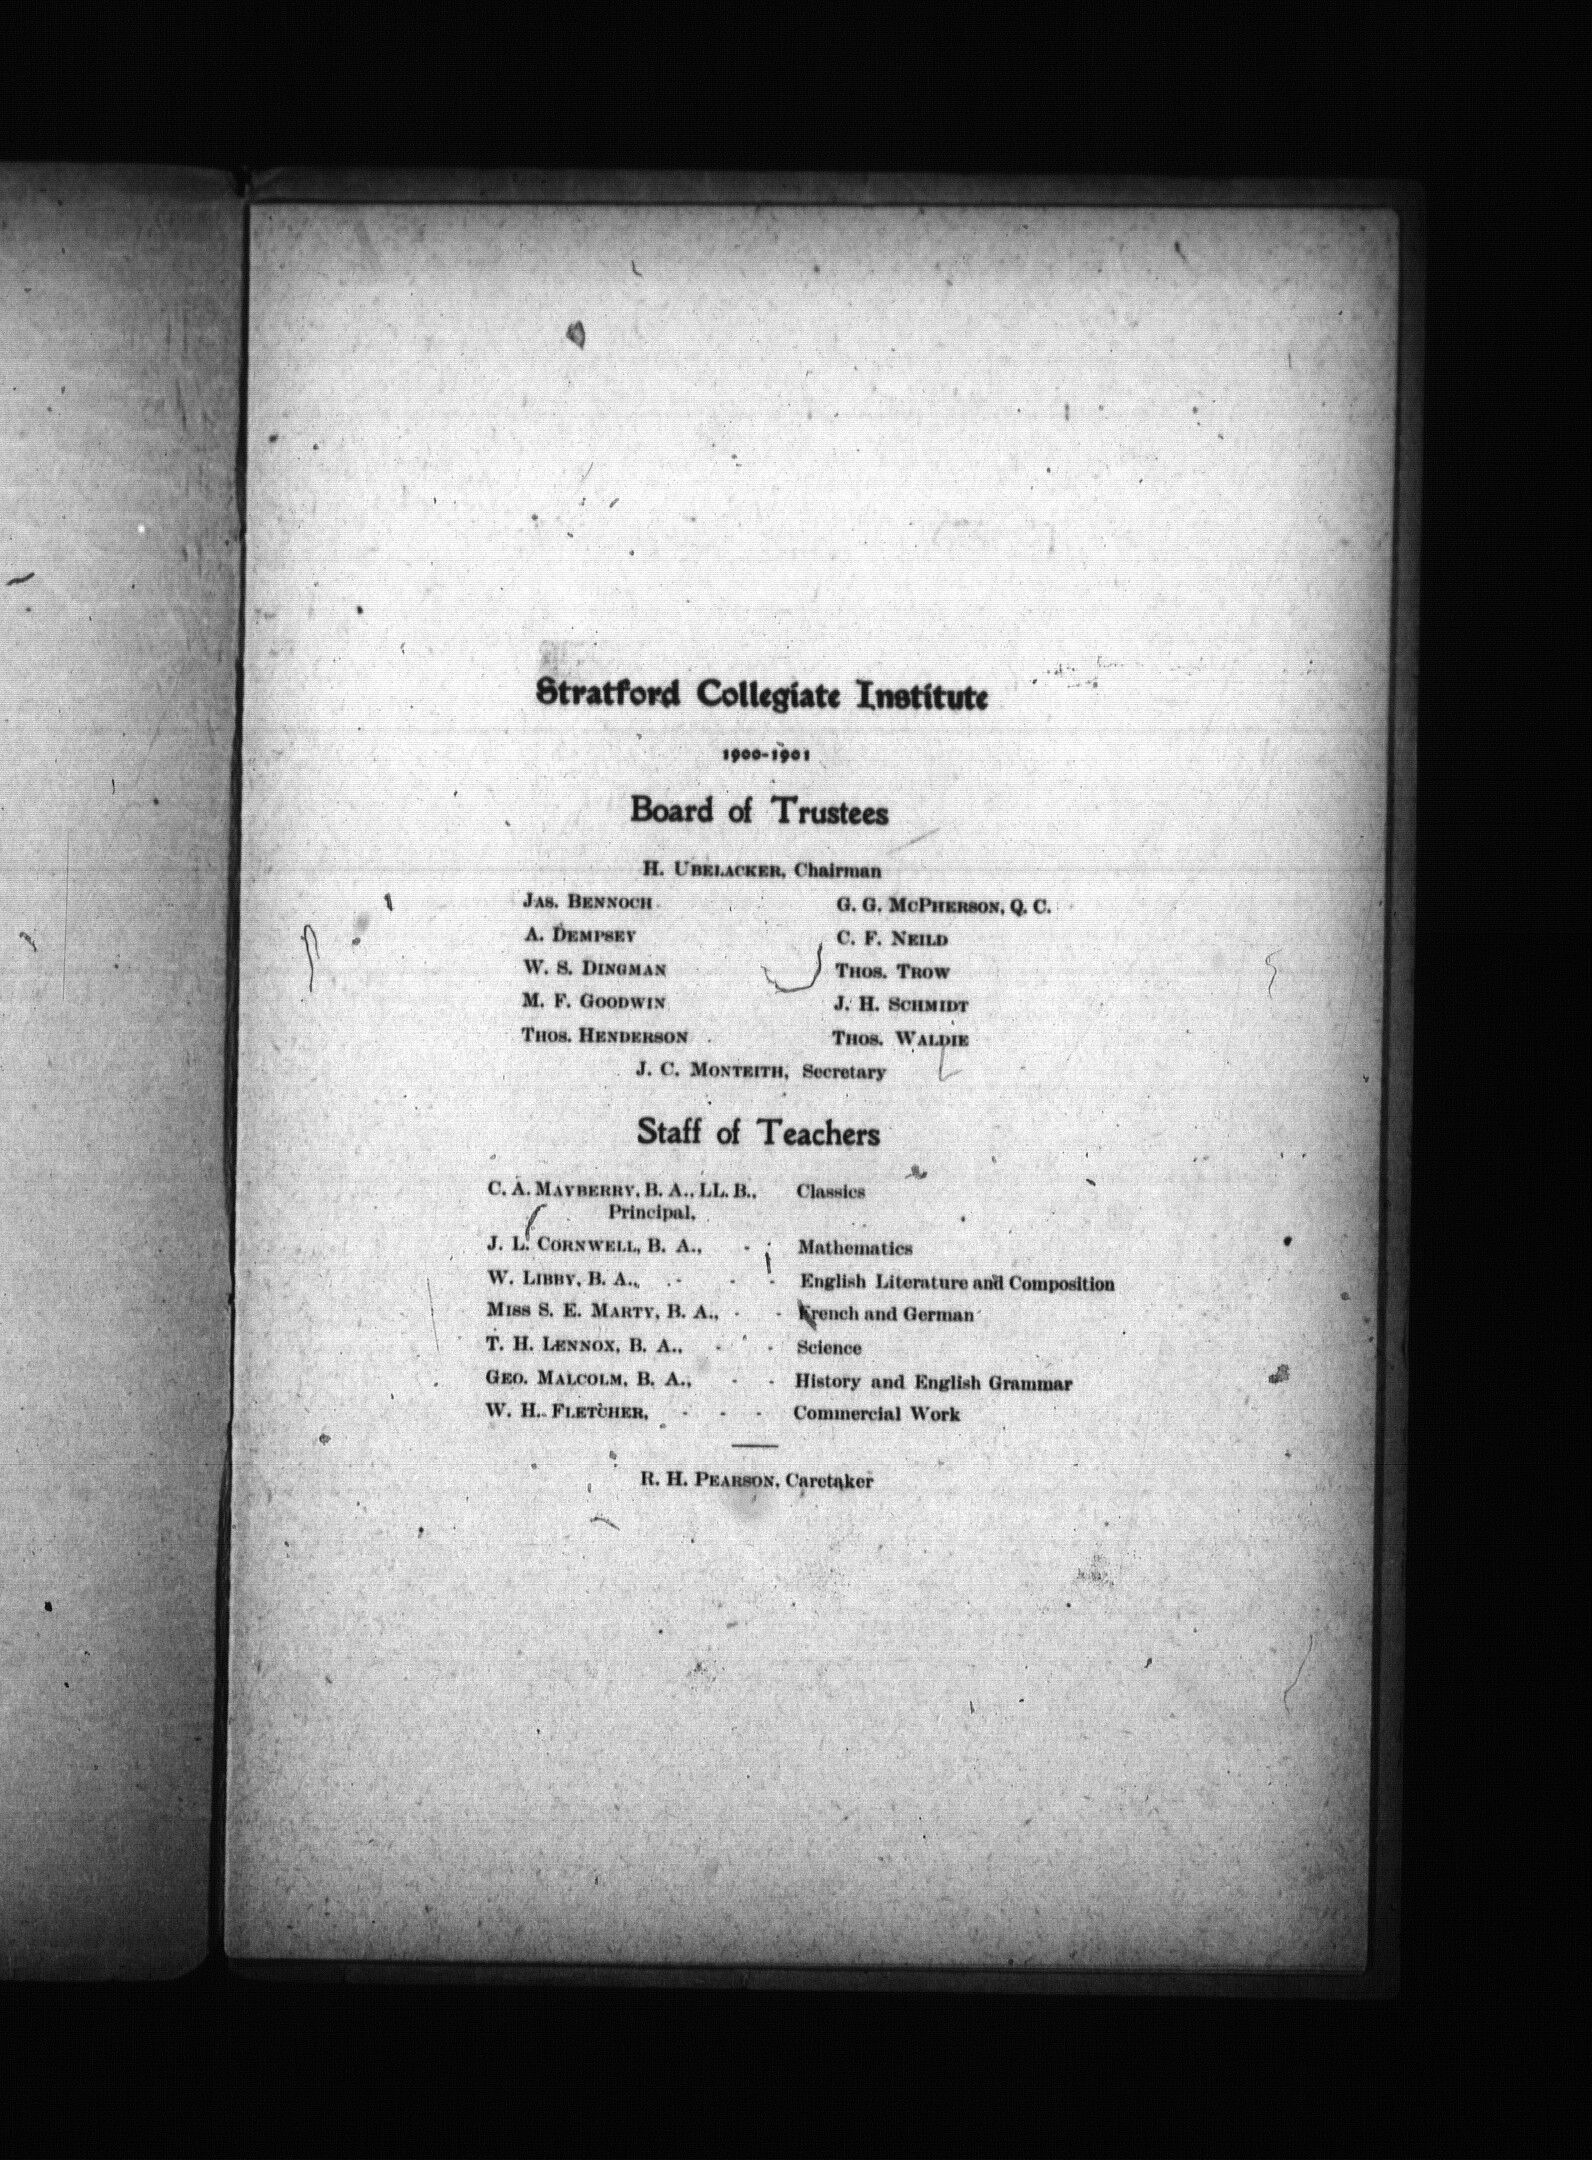 Stratford Collegiate Institute
1900-1901
Board of Trustees
H. UBELACKER, Chairman
JAS. BENNOCH G. G. MCPHERSON, Q. C.
A. DEMPSEY C. F. NEILD
W. S. DINGMAN THOS. TROW
M. F. GOODWIN J. H. SCHMIDT
THOS. HENDERSON THOS. WALDIE
J. C. MONTEITH, Secretary
Staff of Teachers
C. A. MAYBERRY, B. A., LL. B., Classics
Principal,
J. L. CORNWELL, B. A., - - Mathematics
W. LIBBY, B. A., - - - English Literature and Composition
MISS S. E. MARTY, B. A., - - French and German
T. H. LENNOX, B. A., - - Science
GEO. MALCOLM, B. A., - - History and English Grammar
W. H. FLETCHER, - - - Commercial Work
R. H. PEARSON, Caretaker